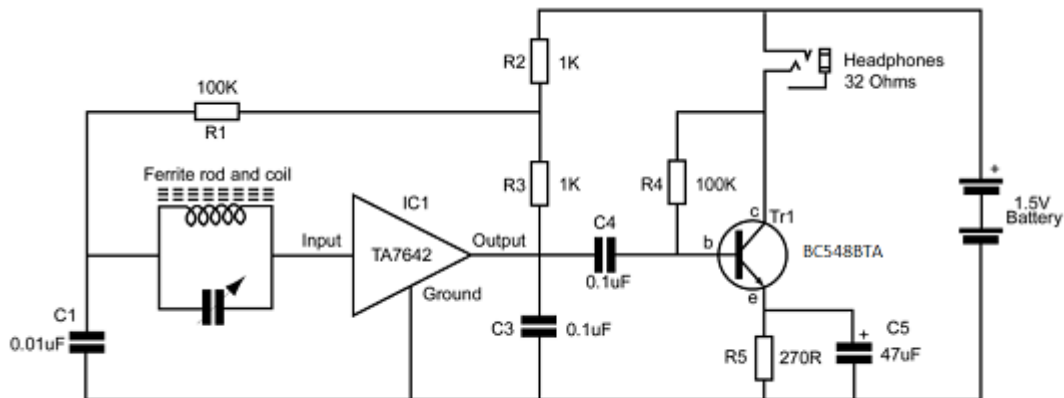 R2
1K
Headphones
32 Ohms
100K
R1
Ferrite rod and coil
R3
1K
R4
100K
IC1
C4
c
Tr1
+
1.5V
Battery
Input
TA7642
Output
b
BC548BTA
0.1uF
Ground
e
C1
0.01uF
C3
0.1uF
R5
270R
+
C5
47uF